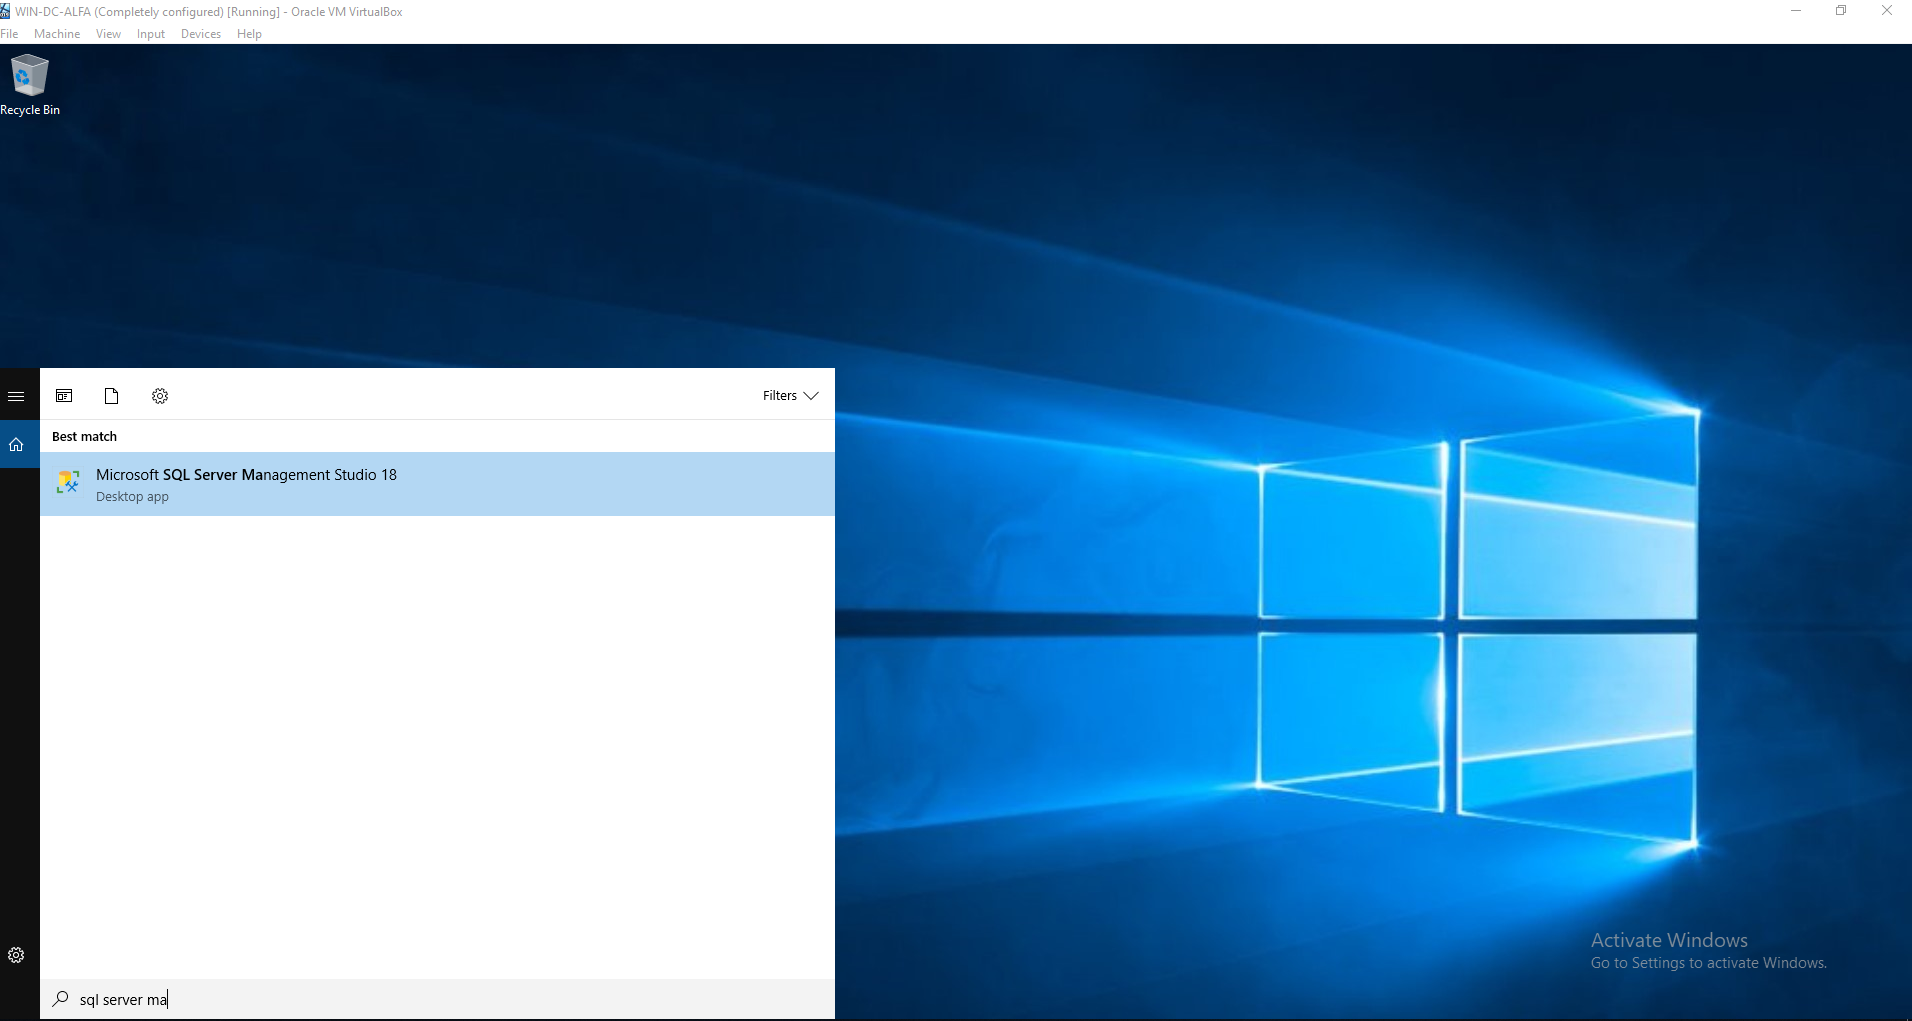 WIN-DC-ALFA (Completely configured) [Running] - Oracle VM VirtualBox
File Machine View Input Devices Help
Recycle Bin
Filters
Best match
Microsoft SQL Server Management Studio 18
Desktop app
Activate Windows
Go to Settings to activate Windows.
sql server ma